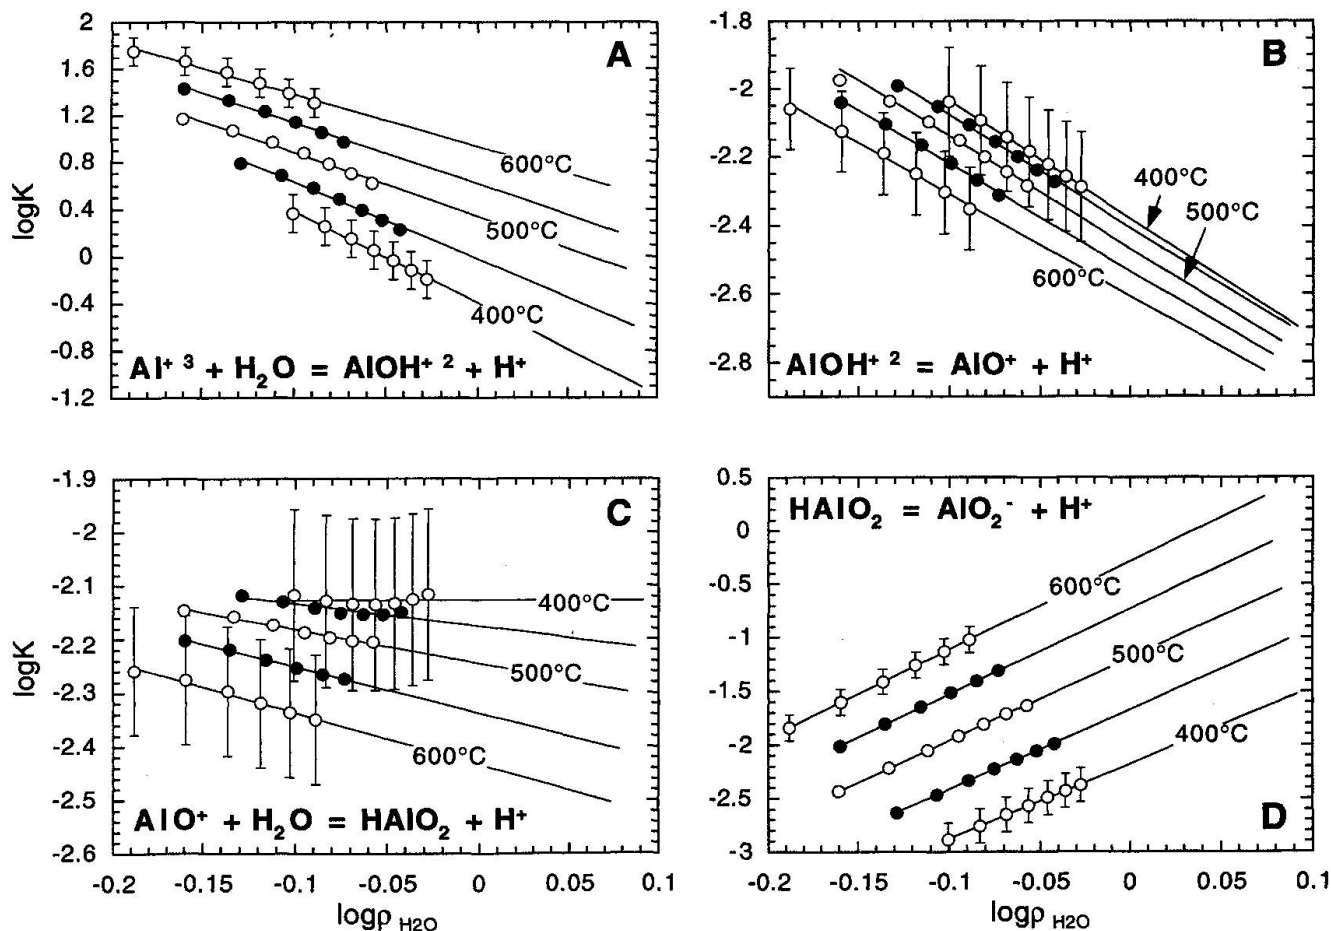 2
1.6
1.2
0.8
0.4
0
-0.4
-0.8
-1.2
logK
A
600°C
500°C
400°C
Al⁺³ + H₂O = AlOH⁺² + H⁺
-1.8
-2
-2.2
-2.4
-2.6
-2.8
B
400°C
500°C
600°C
AlOH⁺² = AlO⁺ + H⁺
-1.9
-2
-2.1
-2.2
-2.3
-2.4
-2.5
-2.6
logK
C
400°C
500°C
600°C
AlO⁺ + H₂O = HAlO₂ + H⁺
-0.2 -0.15 -0.1 -0.05 0 0.05 0.1
logρ H2O
0.5
0
-0.5
-1
-1.5
-2
-2.5
-3
HAlO₂ = AlO₂⁻ + H⁺
600°C
500°C
400°C
D
-0.2 -0.15 -0.1 -0.05 0 0.05 0.1
logρ H2O